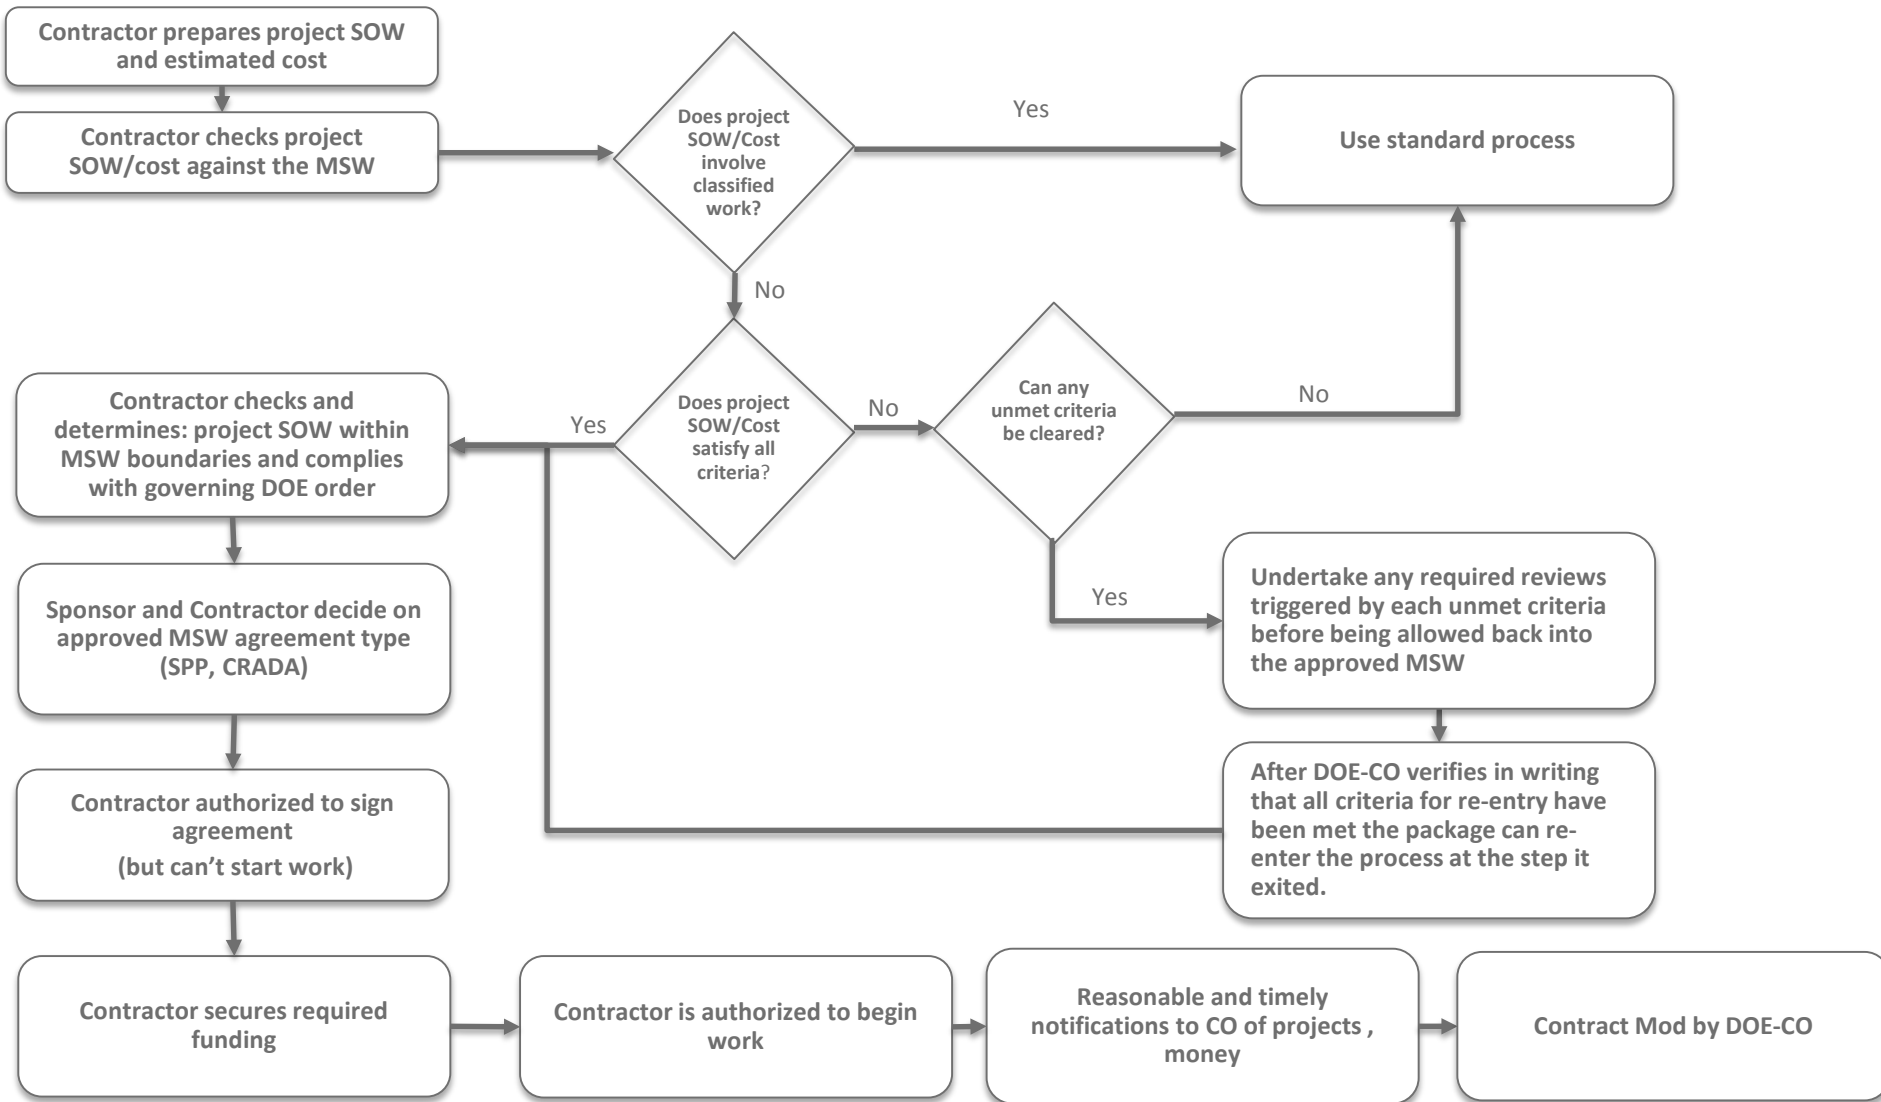 Contractor prepares project SOW
and estimated cost
Contractor checks project
SOW/cost against the MSW
Does project
SOW/Cost
involve
classified
work?
Yes
Use standard process
No
Does project
SOW/Cost
satisfy all
criteria?
Yes
No
Can any
unmet criteria
be cleared?
No
Yes
Undertake any required reviews
triggered by each unmet criteria
before being allowed back into
the approved MSW
After DOE-CO verifies in writing
that all criteria for re-entry have
been met the package can re-
enter the process at the step it
exited.
Contractor checks and
determines: project SOW within
MSW boundaries and complies
with governing DOE order
Sponsor and Contractor decide on
approved MSW agreement type
(SPP, CRADA)
Contractor authorized to sign
agreement
(but can’t start work)
Contractor secures required
funding
Contractor is authorized to begin
work
Reasonable and timely
notifications to CO of projects ,
money
Contract Mod by DOE-CO